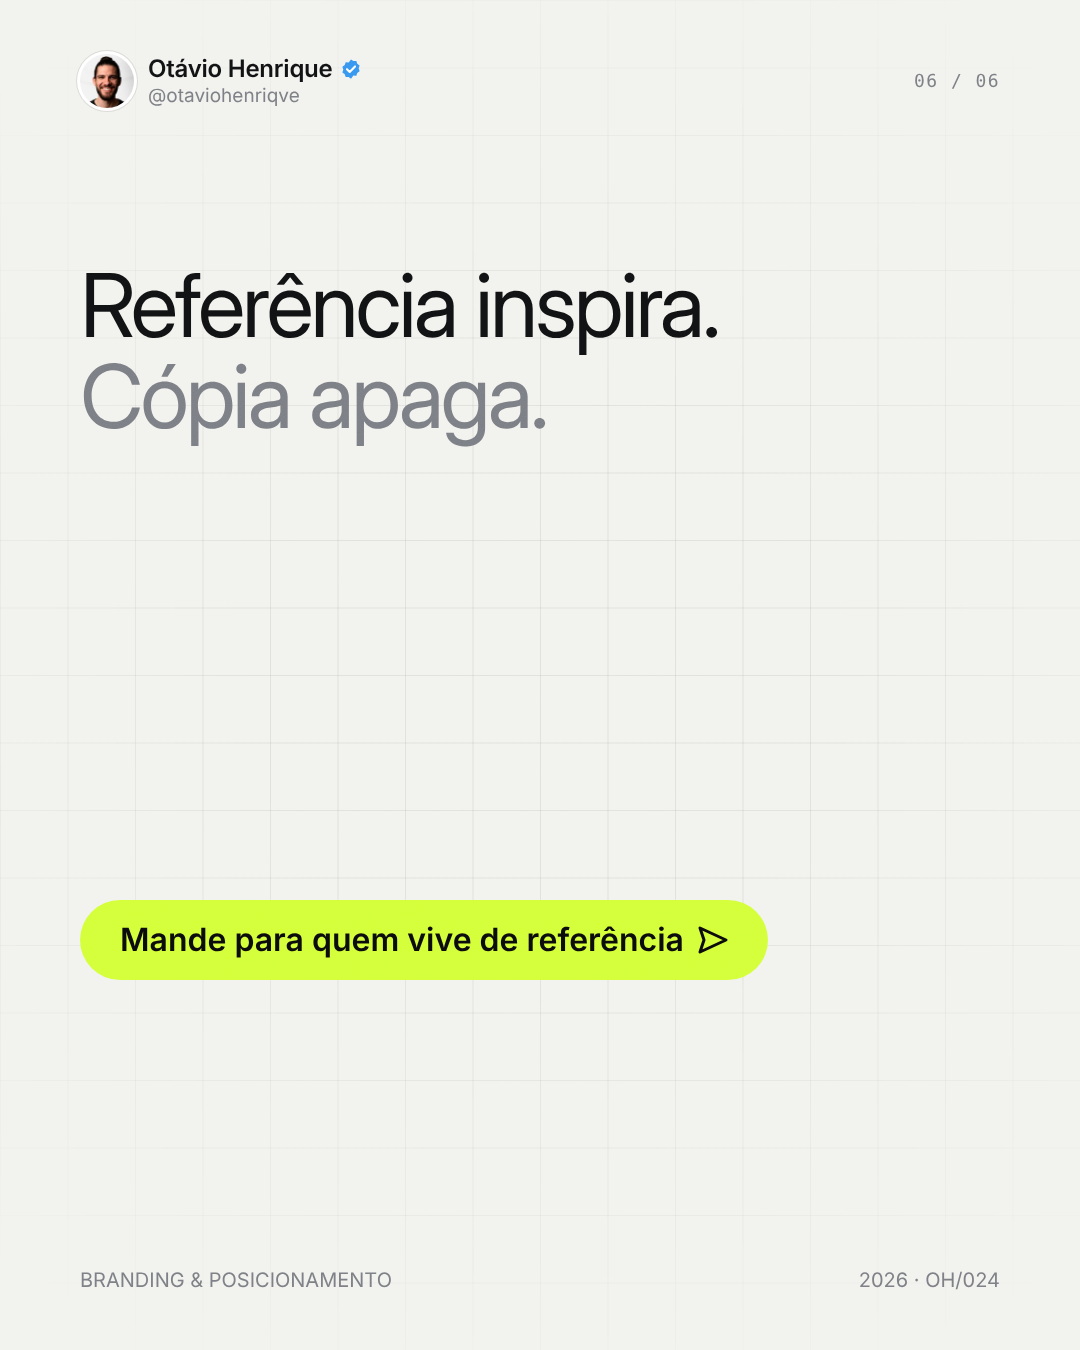 Otávio Henrique
@otaviohenriqve
06 / 06
Referência inspira.
Cópia apaga.
Mande para quem vive de referência
BRANDING & POSICIONAMENTO
2026 · OH/024